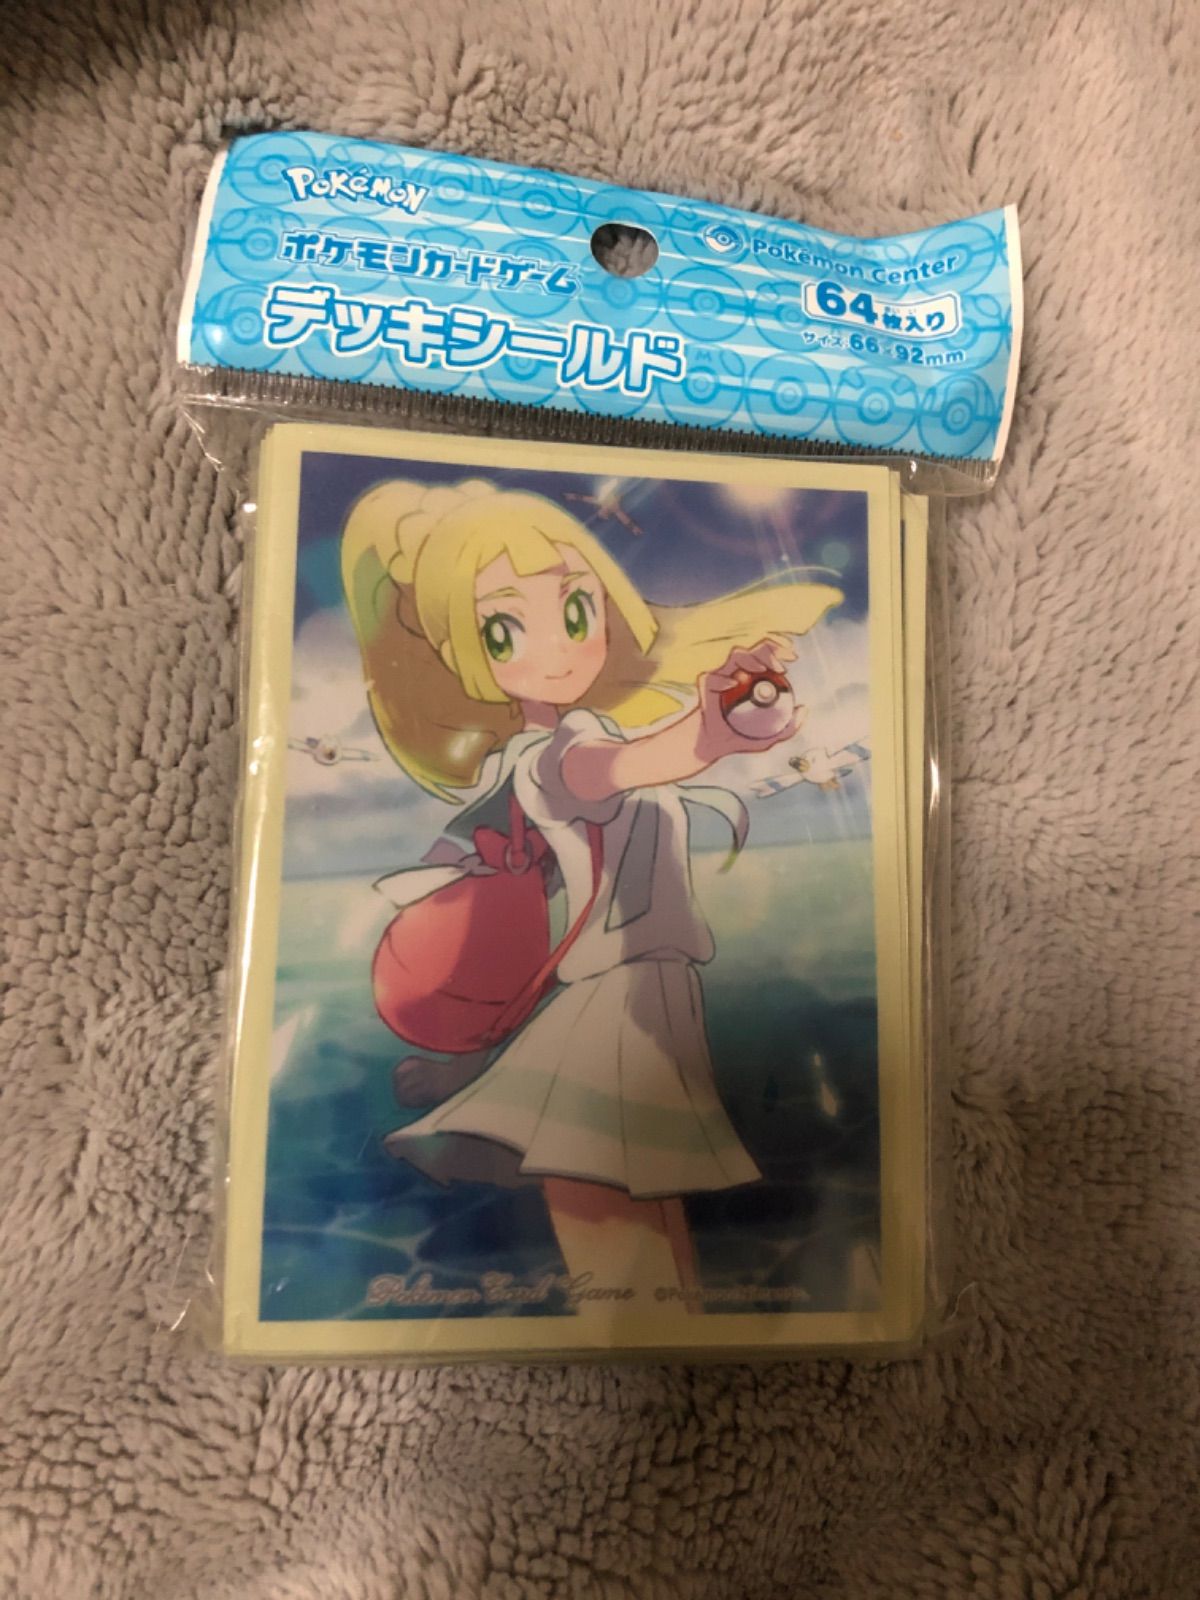 Pokémon
ポケモンカードゲーム
デッキシールド
Pokémon Center
64枚入り
サイズ:66×92mm
Pokémon Card Game